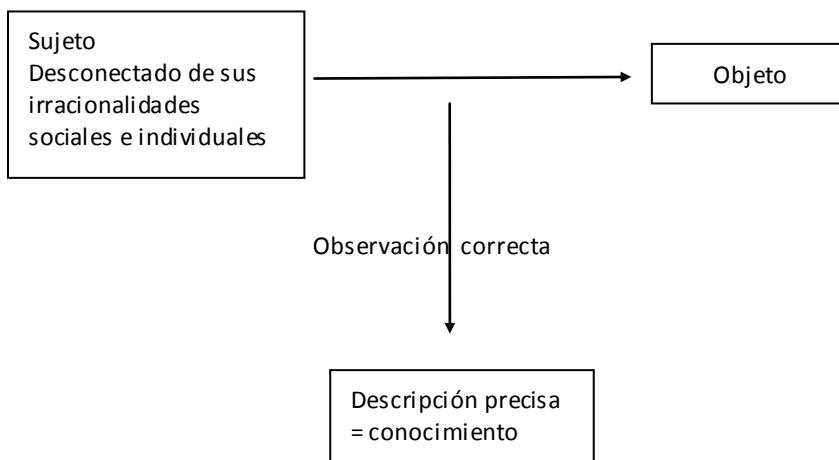 Sujeto
Desconectado de sus
irracionalidades
sociales e individuales
Objeto
Observación correcta
Descripción precisa
= conocimiento